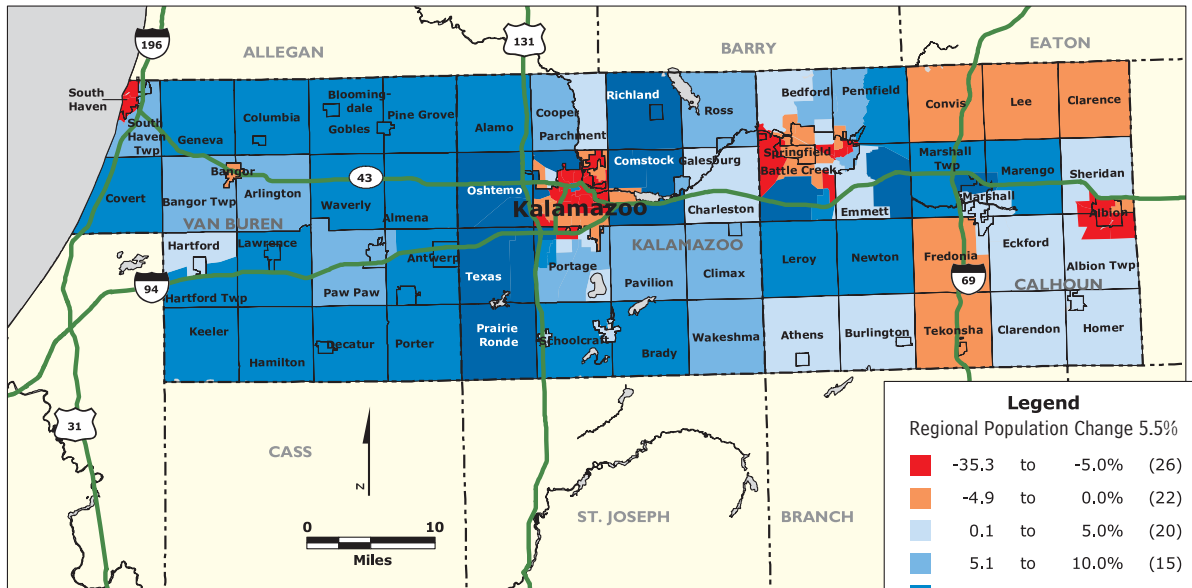 196
131
ALLEGAN
BARRY
EATON
South
Haven
South
Haven
Twp
Geneva
Columbia
Blooming-
dale
Gobles
Pine Grove
Alamo
Cooper
Parchment
Richland
Ross
Bedford
Pennfield
Convis
Lee
Clarence
Covert
Bangor
Bangor Twp
Arlington
43
Waverly
Almena
Oshtemo
Kalamazoo
Comstock
Galesburg
Charleston
Springfield
Battle Creek
Emmett
Marshall
Twp
Marshall
Marengo
Sheridan
Albion
VAN BUREN
KALAMAZOO
CALHOUN
Hartford
Lawrence
Hartford Twp
Paw Paw
Antwerp
Texas
Portage
Pavilion
Climax
Leroy
Newton
Fredonia
Eckford
Albion Twp
94
69
Keeler
Hamilton
Decatur
Porter
Prairie
Ronde
Schoolcraft
Brady
Wakeshma
Athens
Burlington
Tekonsha
Clarendon
Homer
31
CASS
ST. JOSEPH
BRANCH
N
0 10
Miles
Legend
Regional Population Change 5.5%
-35.3 to -5.0% (26)
-4.9 to 0.0% (22)
0.1 to 5.0% (20)
5.1 to 10.0% (15)